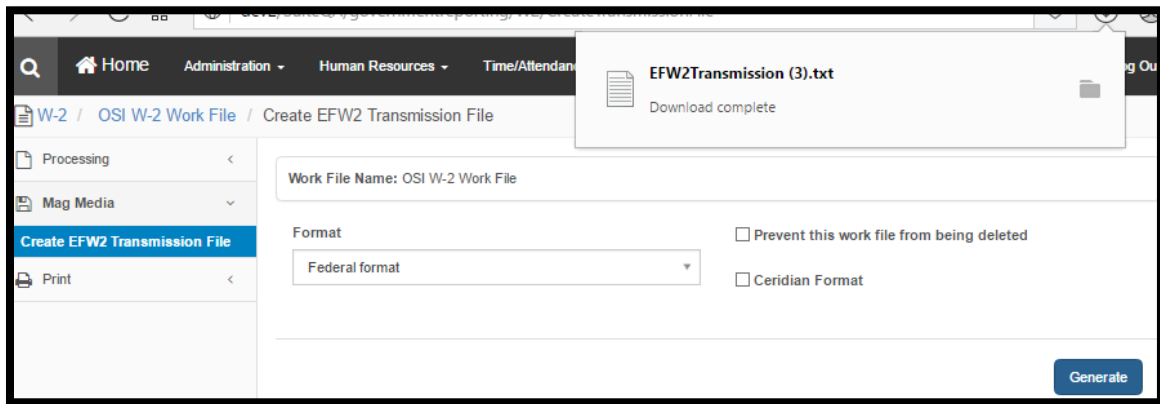 Home Administration Human Resources
EFW2Transmission (3).txt
Download complete
W-2 / OSI W-2 Work File / Create EFW2 Transmission File
Processing
Work File Name: OSI W-2 Work File
Mag Media
Create EFW2 Transmission File
Print
Format
Federal format
Prevent this work file from being deleted
Ceridian Format
Generate